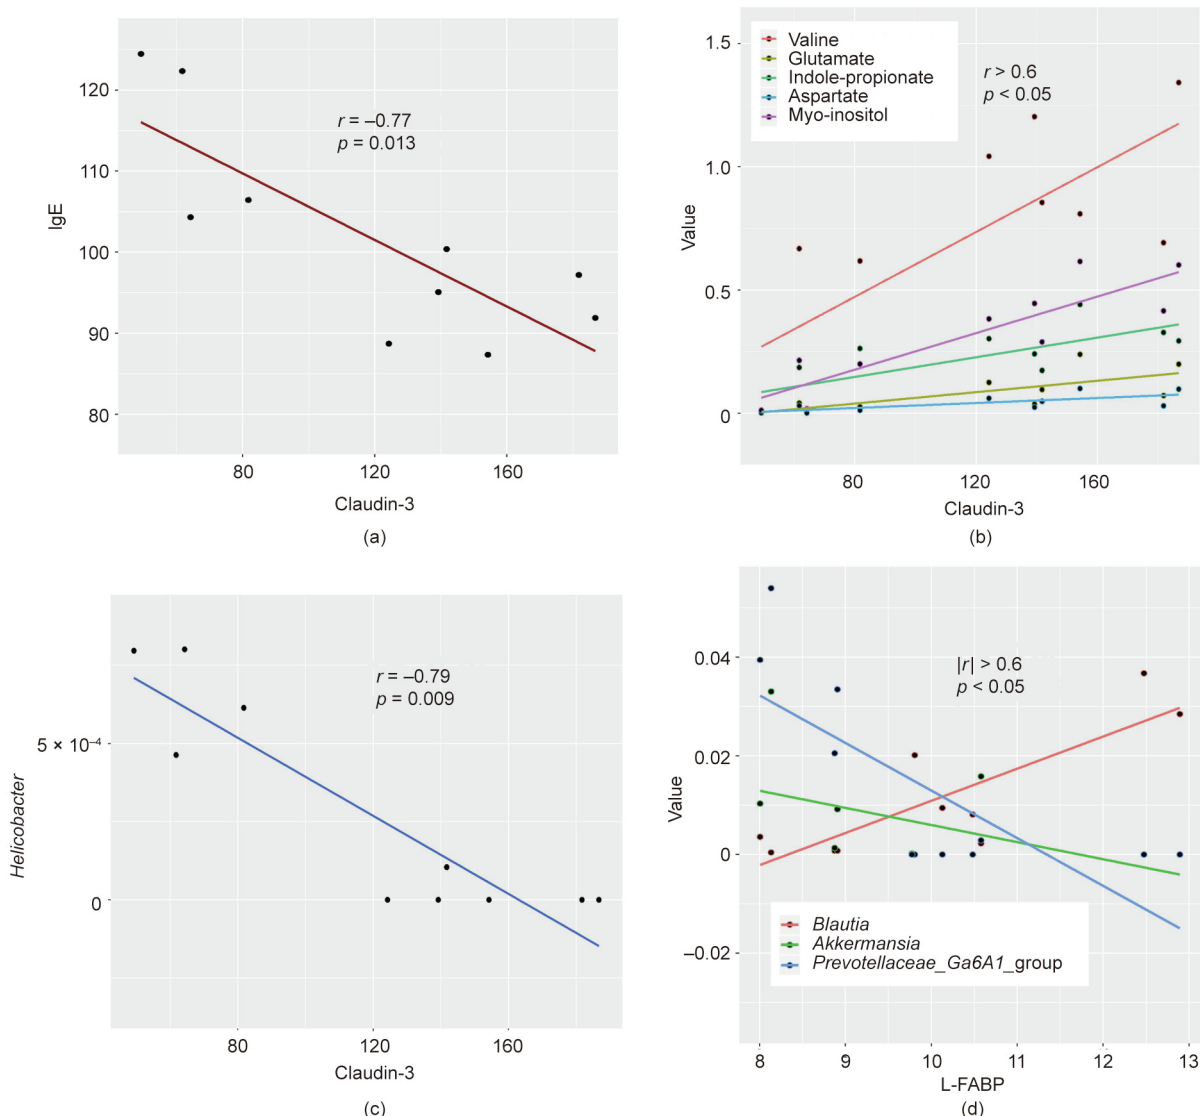 120
110
100
90
80
IgE
r = –0.77
p = 0.013
80 120 160
Claudin-3
(a)
1.5
1.0
0.5
0
Value
Valine
Glutamate
Indole-propionate
Aspartate
Myo-inositol
r > 0.6
p < 0.05
80 120 160
Claudin-3
(b)
5 × 10⁻⁴
0
Helicobacter
r = –0.79
p = 0.009
80 120 160
Claudin-3
(c)
0.04
0.02
0
–0.02
Value
|r| > 0.6
p < 0.05
Blautia
Akkermansia
Prevotellaceae_Ga6A1_group
8 9 10 11 12 13
L-FABP
(d)